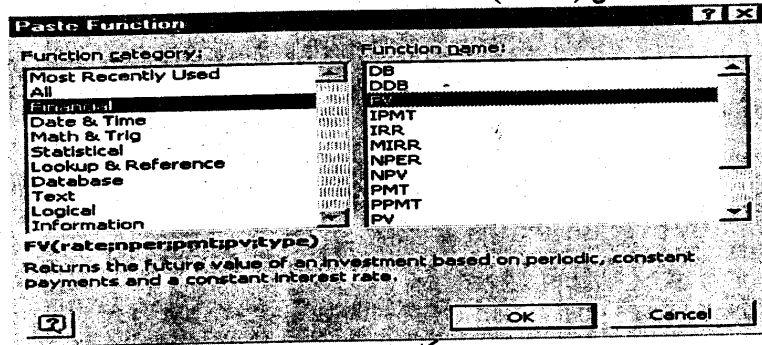 Paste Function
? X
Function category:
Most Recently Used
All
Financial
Date & Time
Math & Trig
Statistical
Lookup & Reference
Database
Text
Logical
Information
Function name:
DB
DDB
FV
IPMT
IRR
MIRR
NPER
NPV
PMT
PPMT
PV
FV(rate;nper;pmt;pv;type)
Returns the future value of an investment based on periodic, constant
payments and a constant interest rate.
?
OK
Cancel